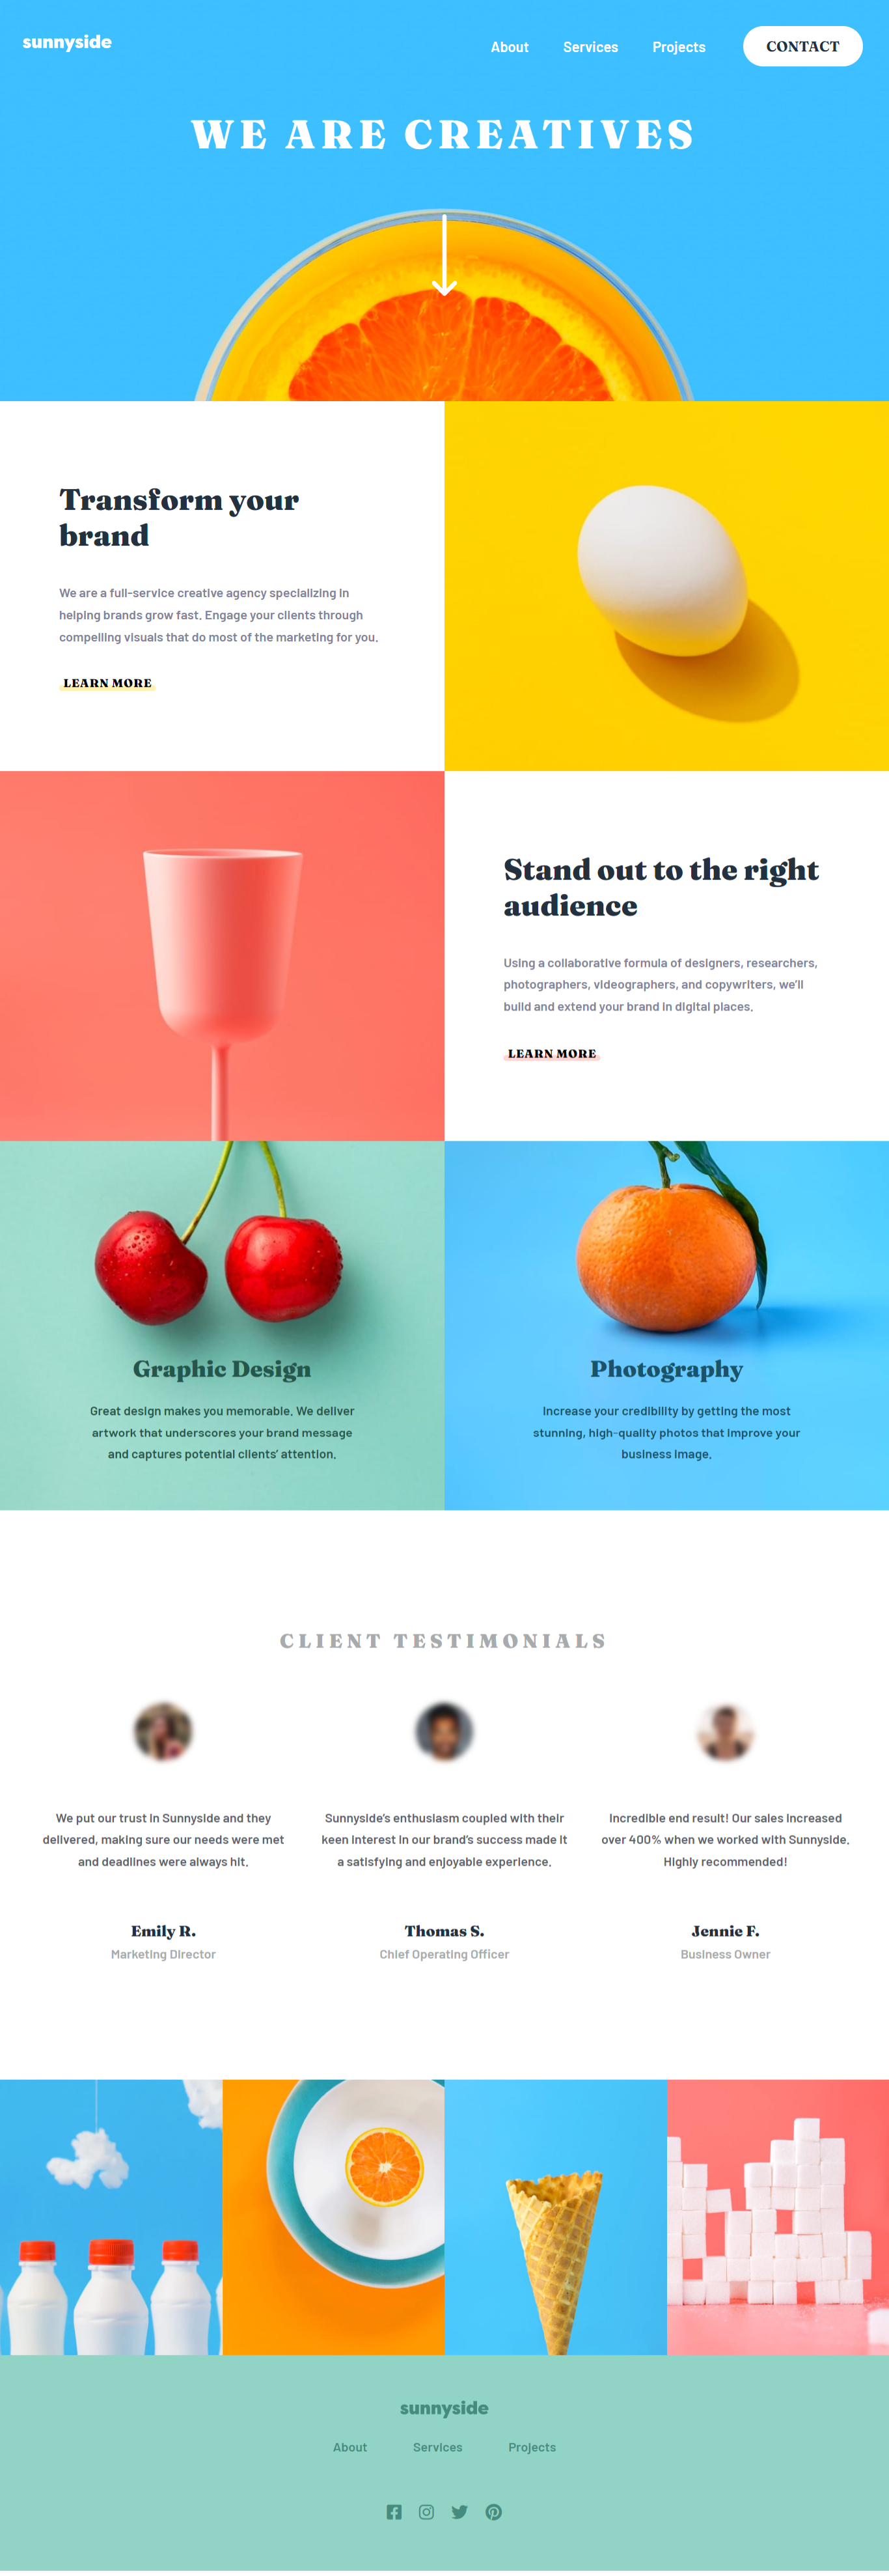 sunnyside
About Services Projects CONTACT
WE ARE CREATIVES
Transform your
brand
We are a full-service creative agency specializing in
helping brands grow fast. Engage your clients through
compelling visuals that do most of the marketing for you.
LEARN MORE
Stand out to the right
audience
Using a collaborative formula of designers, researchers,
photographers, videographers, and copywriters, we'll
build and extend your brand in digital places.
LEARN MORE
Graphic Design
Great design makes you memorable. We deliver
artwork that underscores your brand message
and captures potential clients' attention.
Photography
Increase your credibility by getting the most
stunning, high-quality photos that improve your
business image.
CLIENT TESTIMONIALS
We put our trust in Sunnyside and they
delivered, making sure our needs were met
and deadlines were always hit.
Emily R.
Marketing Director
Sunnyside's enthusiasm coupled with their
keen interest in our brand's success made it
a satisfying and enjoyable experience.
Thomas S.
Chief Operating Officer
Incredible end result! Our sales increased
over 400% when we worked with Sunnyside.
Highly recommended!
Jennie F.
Business Owner
sunnyside
About Services Projects